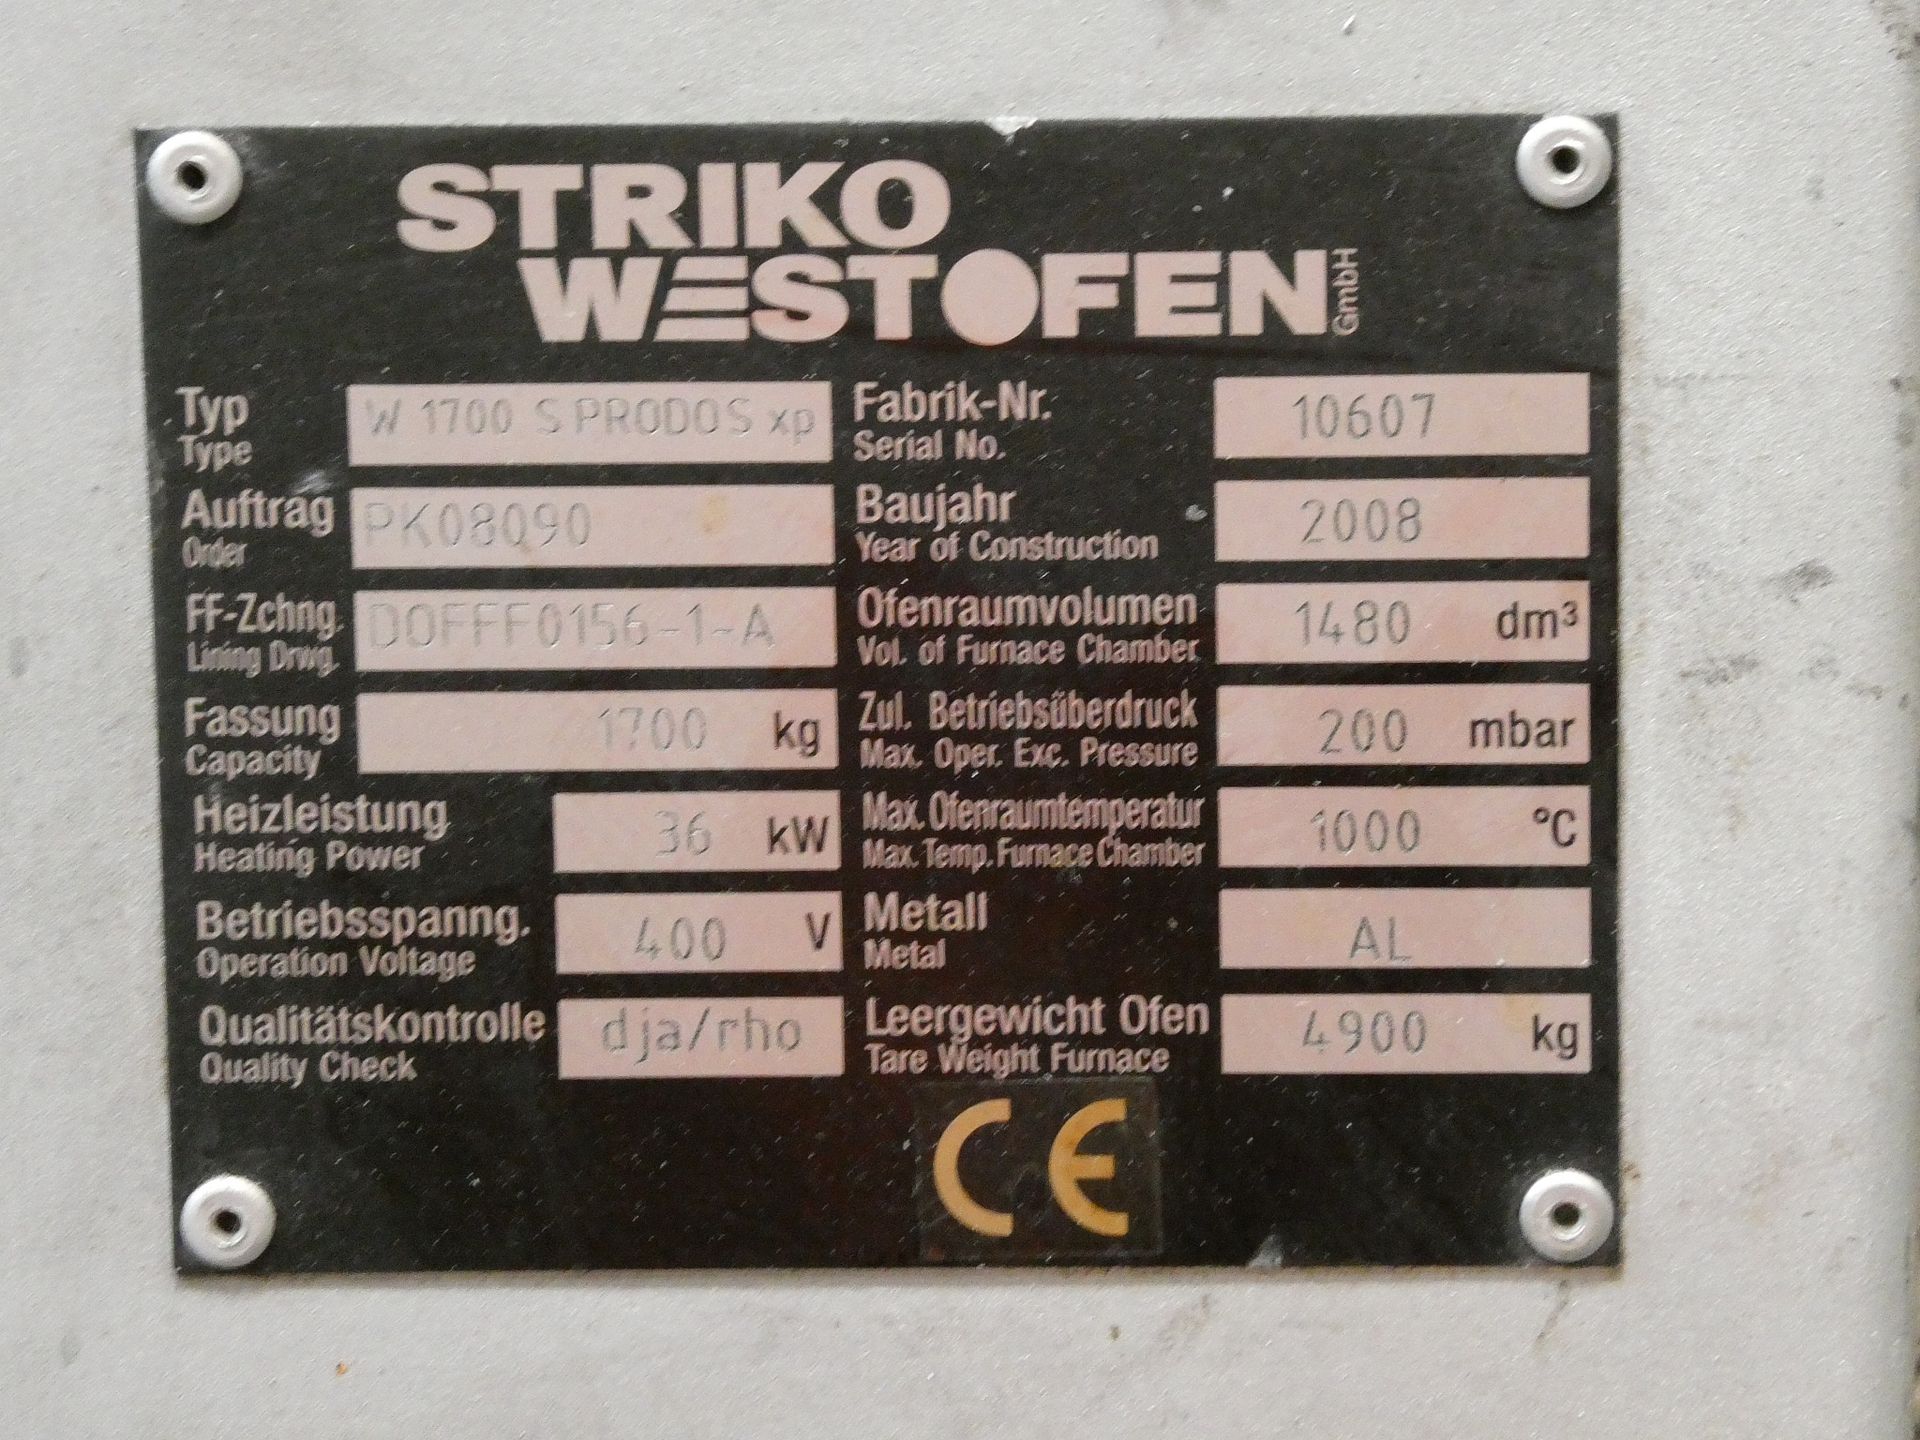 STRIKO
WESTOFEN GmbH
Typ
Type
W 1700 S PRODOS xp
Fabrik-Nr.
Serial No.
10607
Auftrag
Order
PK08090
Baujahr
Year of Construction
2008
FF-Zchng.
Lining Drwg.
DOFFF0156-1-A
Ofenraumvolumen
Vol. of Furnace Chamber
1480 dm³
Fassung
Capacity
1700 kg
Zul. Betriebsüberdruck
Max. Oper. Exc. Pressure
200 mbar
Heizleistung
Heating Power
36 kW
Max. Ofenraumtemperatur
Max. Temp. Furnace Chamber
1000 °C
Betriebsspanng.
Operation Voltage
400 V
Metall
Metal
AL
Qualitätskontrolle
Quality Check
dja/rho
Leergewicht Ofen
Tare Weight Furnace
4900 kg
CE